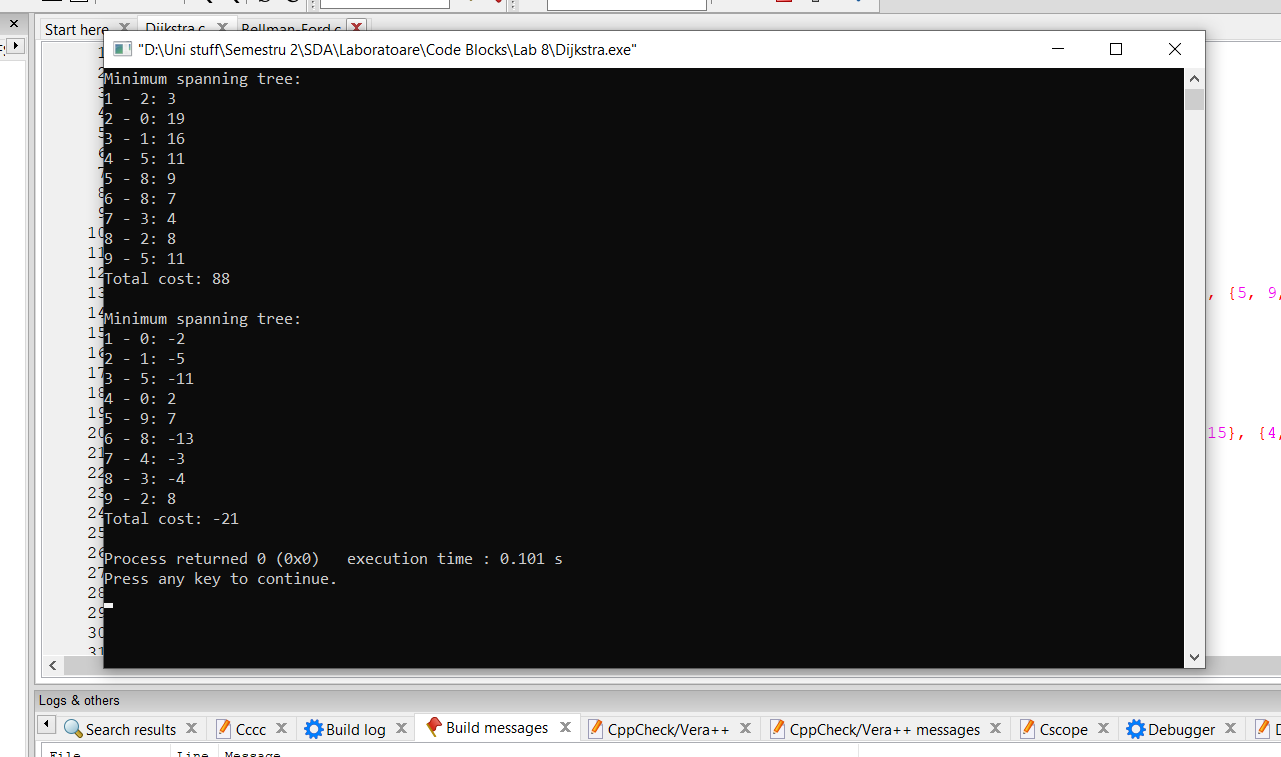 Start here
Dijkstra.c
Bellman-Ford.c
"D:\Uni stuff\Semestru 2\SDA\Laboratoare\Code Blocks\Lab 8\Dijkstra.exe"
Minimum spanning tree:
1 - 2: 3
2 - 0: 19
3 - 1: 16
4 - 5: 11
5 - 8: 9
6 - 8: 7
7 - 3: 4
8 - 2: 8
9 - 5: 11
Total cost: 88
Minimum spanning tree:
1 - 0: -2
2 - 1: -5
3 - 5: -11
4 - 0: 2
5 - 9: 7
6 - 8: -13
7 - 4: -3
8 - 3: -4
9 - 2: 8
Total cost: -21
Process returned 0 (0x0)   execution time : 0.101 s
Press any key to continue.
10
11
12
13
, {5, 9,
14
15
16
17
18
19
20
15}, {4,
21
22
23
24
25
26
27
28
29
30
31
Logs & others
Search results
Cccc
Build log
Build messages
CppCheck/Vera++
CppCheck/Vera++ messages
Cscope
Debugger
File
Line
Message